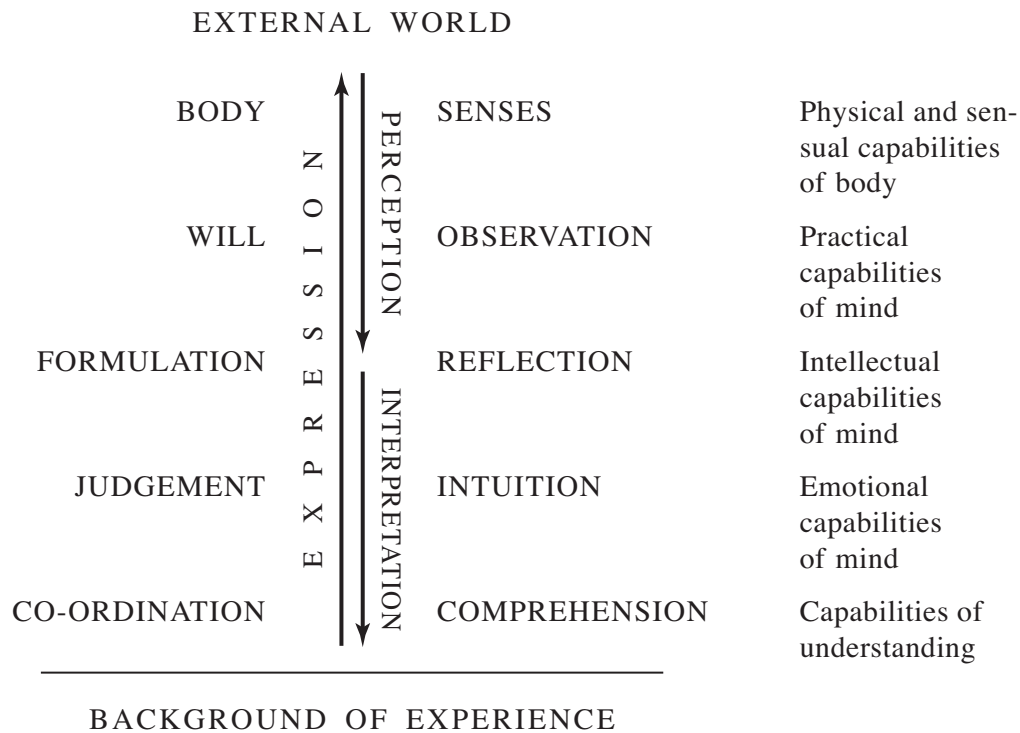 EXTERNAL WORLD
BODY
SENSES
Physical and sen-
sual capabilities
of body
WILL
OBSERVATION
Practical
capabilities
of mind
FORMULATION
REFLECTION
Intellectual
capabilities
of mind
JUDGEMENT
INTUITION
Emotional
capabilities
of mind
CO-ORDINATION
COMPREHENSION
Capabilities of
understanding
EXPRESSION
PERCEPTION
INTERPRETATION
BACKGROUND OF EXPERIENCE